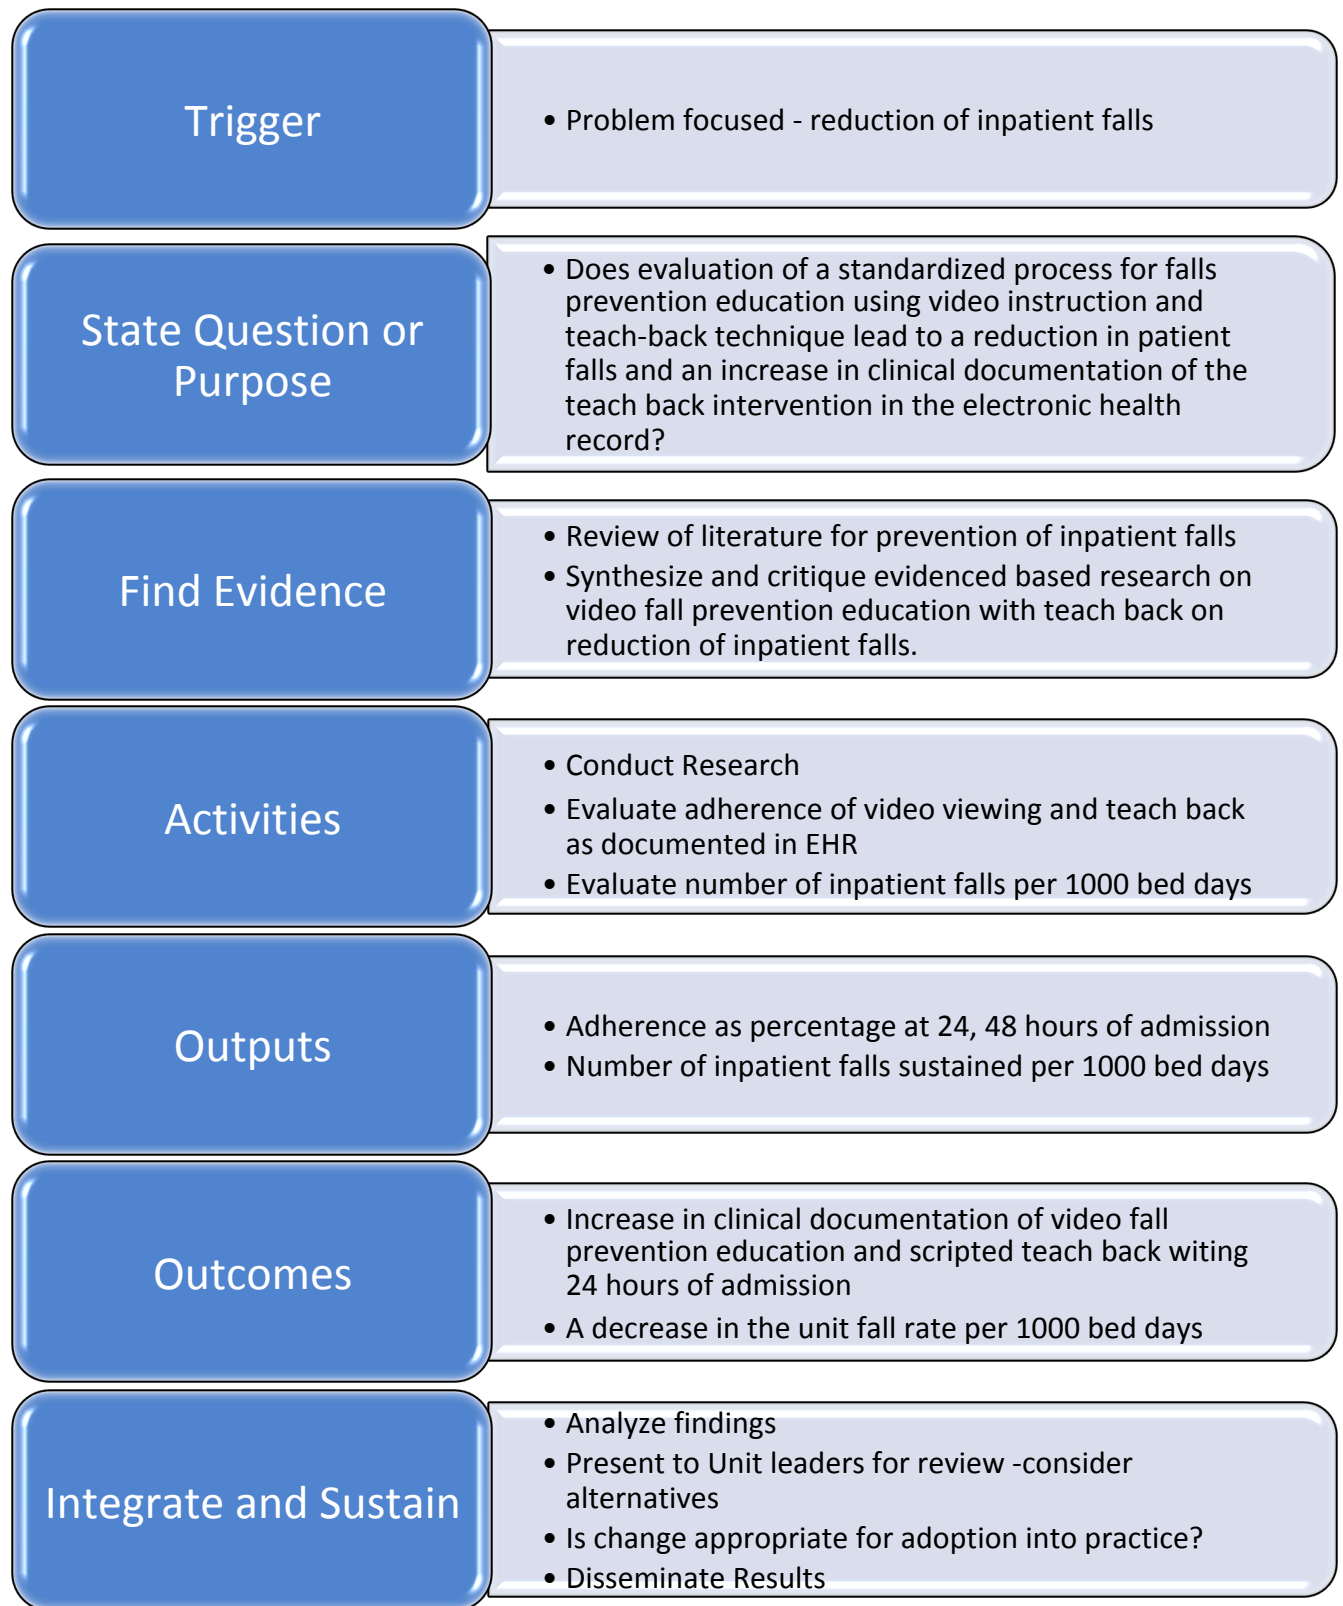 Trigger
• Problem focused - reduction of inpatient falls
State Question or
Purpose
• Does evaluation of a standardized process for falls
prevention education using video instruction and
teach-back technique lead to a reduction in patient
falls and an increase in clinical documentation of the
teach back intervention in the electronic health
record?
Find Evidence
• Review of literature for prevention of inpatient falls
• Synthesize and critique evidenced based research on
video fall prevention education with teach back on
reduction of inpatient falls.
Activities
• Conduct Research
• Evaluate adherence of video viewing and teach back
as documented in EHR
• Evaluate number of inpatient falls per 1000 bed days
Outputs
• Adherence as percentage at 24, 48 hours of admission
• Number of inpatient falls sustained per 1000 bed days
Outcomes
• Increase in clinical documentation of video fall
prevention education and scripted teach back witing
24 hours of admission
• A decrease in the unit fall rate per 1000 bed days
Integrate and Sustain
• Analyze findings
• Present to Unit leaders for review -consider
alternatives
• Is change appropriate for adoption into practice?
• Disseminate Results